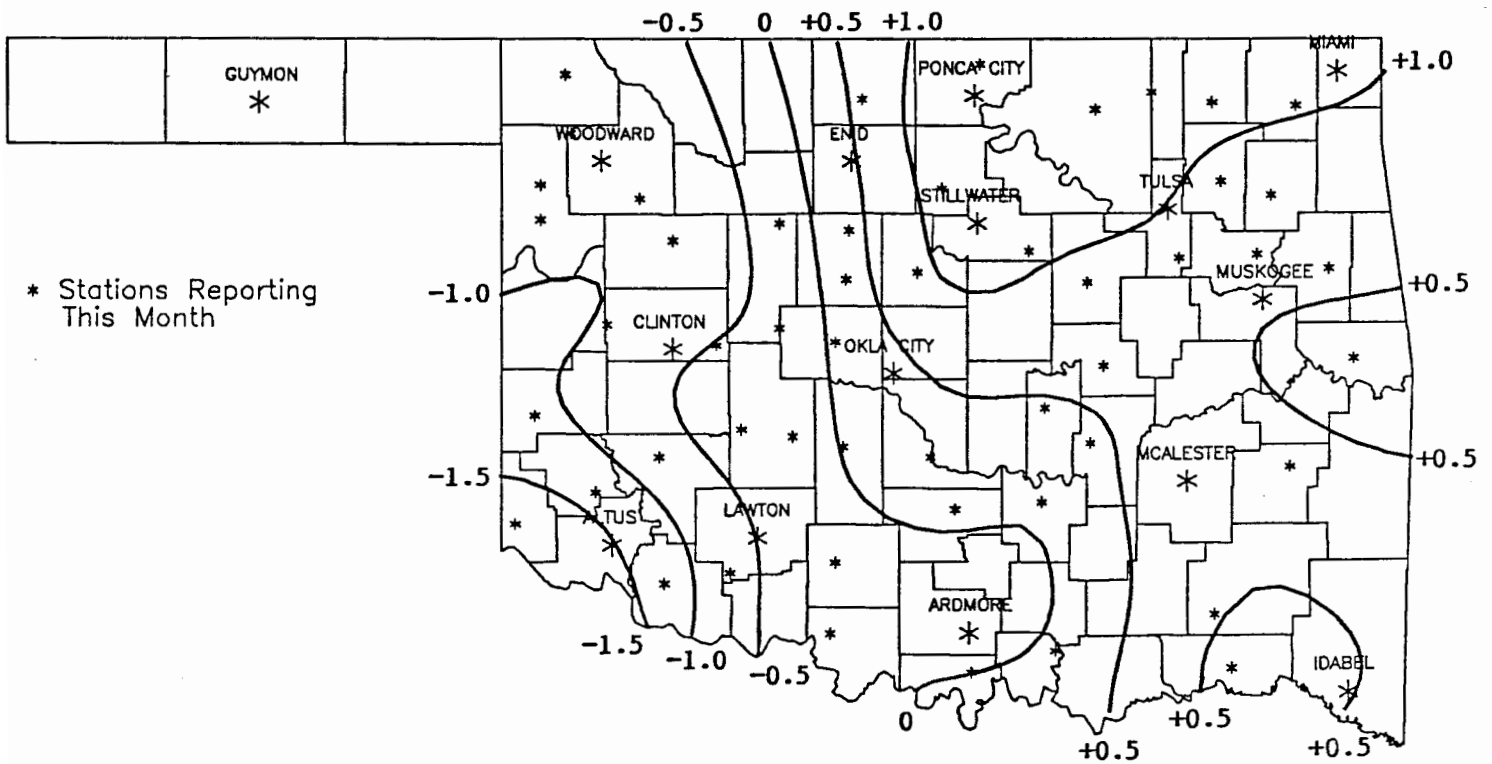 -0.5 0 +0.5 +1.0
MIAMI
+1.0
GUYMON
PONCA CITY
WOODWARD
ENID
TULSA
STILLWATER
* Stations Reporting
This Month
-1.0
MUSKOGEE
+0.5
CLINTON
OKLA CITY
-1.5
MCALESTER
+0.5
ALTUS
LAWTON
ARDMORE
-1.5
-1.0
-0.5
IDABEL
0
+0.5
+0.5
+0.5